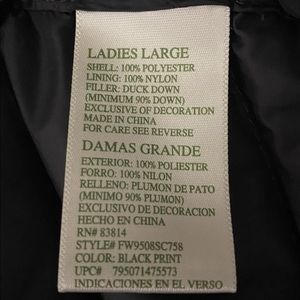 LADIES LARGE
SHELL: 100% POLYESTER
LINING: 100% NYLON
FILLER: DUCK DOWN
(MINIMUM 90% DOWN)
EXCLUSIVE OF DECORATION
MADE IN CHINA
FOR CARE SEE REVERSE
DAMAS GRANDE
EXTERIOR: 100% POLIESTER
FORRO: 100% NILON
RELLENO: PLUMON DE PATO
(MINIMO 90% PLUMON)
EXCLUSIVO DE DECORACION
HECHO EN CHINA
RN# 83814
STYLE# FW9508SC758
COLOR: BLACK PRINT
UPC# 795071475573
INDICACIONES EN EL VERSO